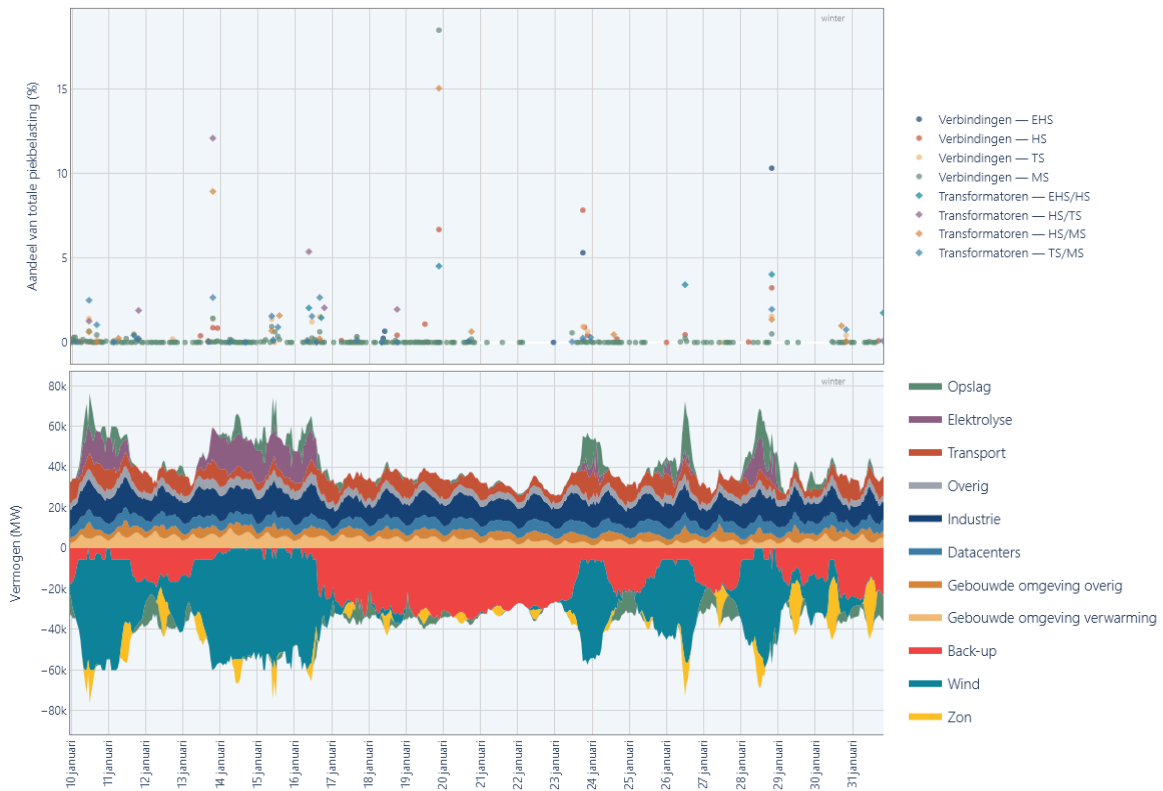 winter
Aandeel van totale piekbelasting (%)
15
10
5
0
Verbindingen — EHS
Verbindingen — HS
Verbindingen — TS
Verbindingen — MS
Transformatoren — EHS/HS
Transformatoren — HS/TS
Transformatoren — HS/MS
Transformatoren — TS/MS
winter
Vermogen (MW)
80k
60k
40k
20k
0
−20k
−40k
−60k
−80k
Opslag
Elektrolyse
Transport
Overig
Industrie
Datacenters
Gebouwde omgeving overig
Gebouwde omgeving verwarming
Back-up
Wind
Zon
10 januari
11 januari
12 januari
13 januari
14 januari
15 januari
16 januari
17 januari
18 januari
19 januari
20 januari
21 januari
22 januari
23 januari
24 januari
25 januari
26 januari
27 januari
28 januari
29 januari
30 januari
31 januari